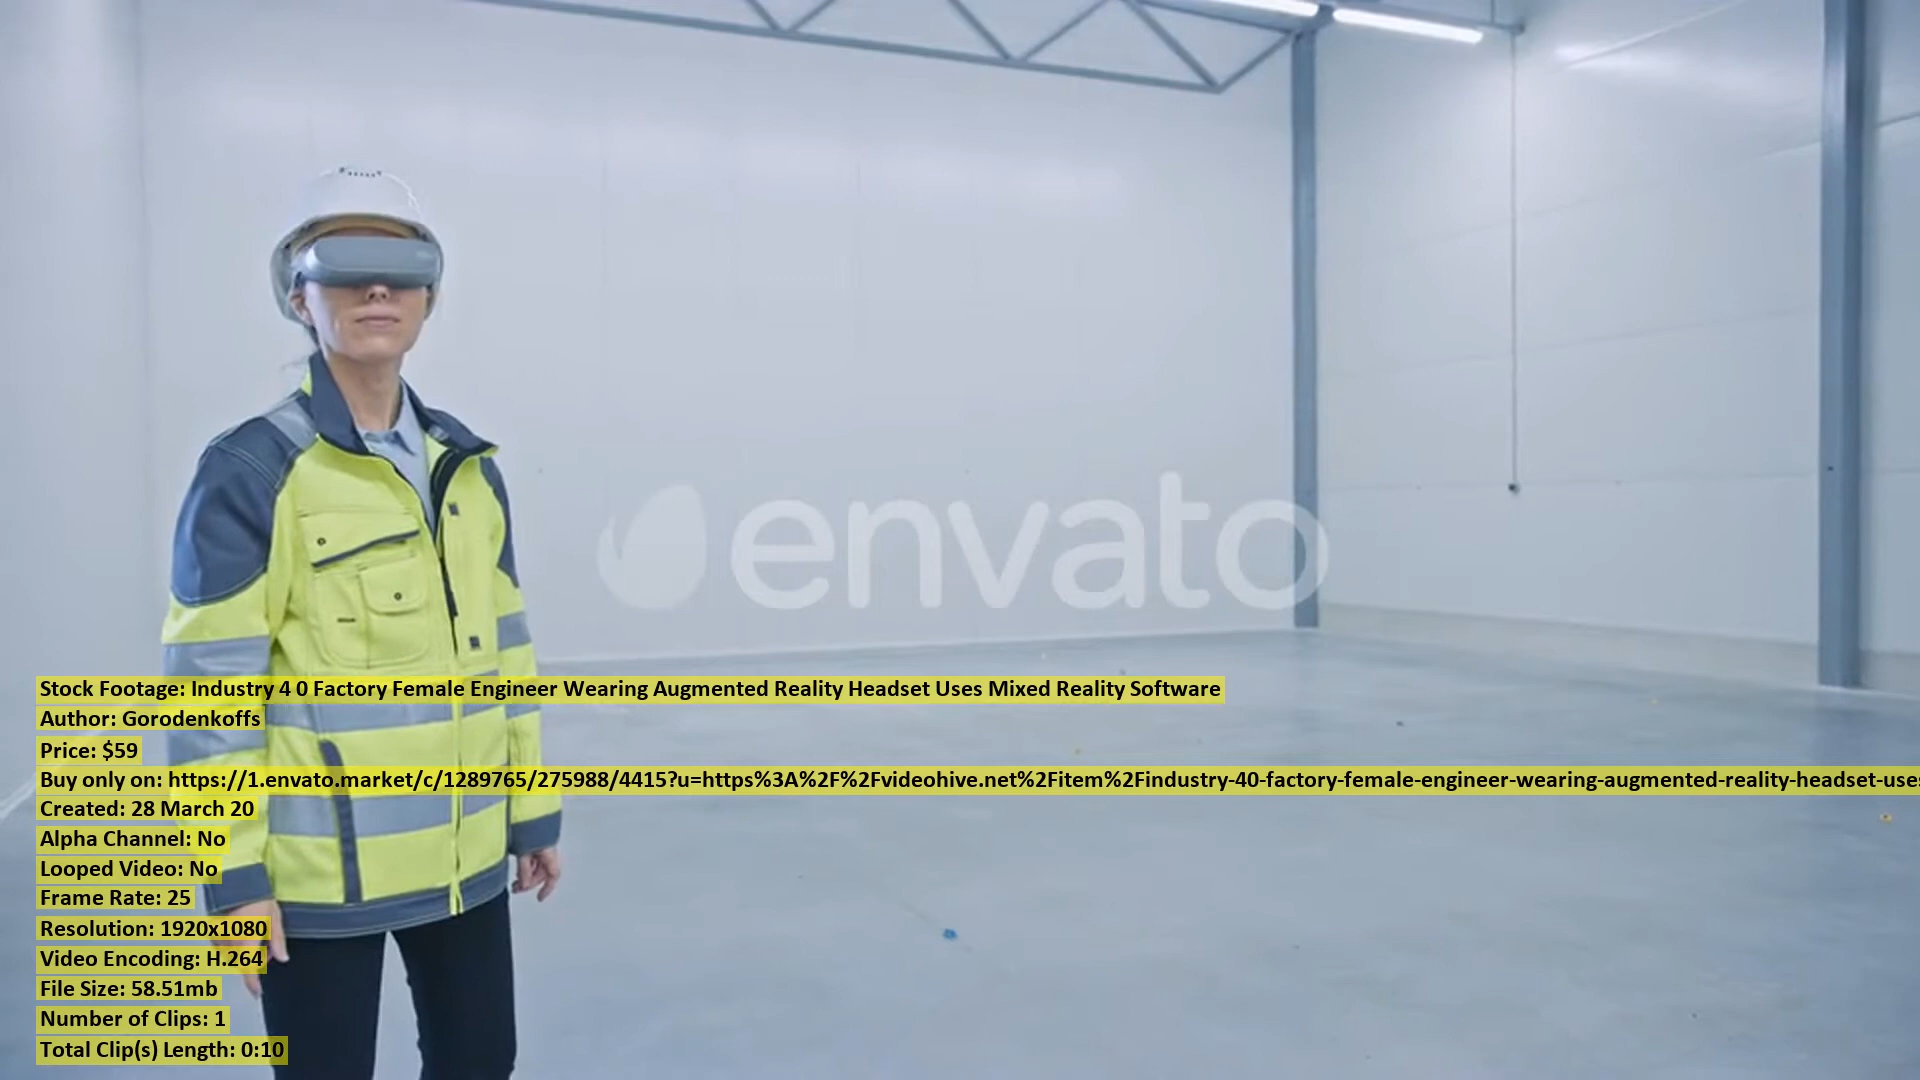 envato
Stock Footage: Industry 4 0 Factory Female Engineer Wearing Augmented Reality Headset Uses Mixed Reality Software
Author: Gorodenkoffs
Price: $59
Buy only on: https://1.envato.market/c/1289765/275988/4415?u=https%3A%2F%2Fvideohive.net%2Fitem%2Findustry-40-factory-female-engineer-wearing-augmented-reality-headset-uses
Created: 28 March 20
Alpha Channel: No
Looped Video: No
Frame Rate: 25
Resolution: 1920x1080
Video Encoding: H.264
File Size: 58.51mb
Number of Clips: 1
Total Clip(s) Length: 0:10